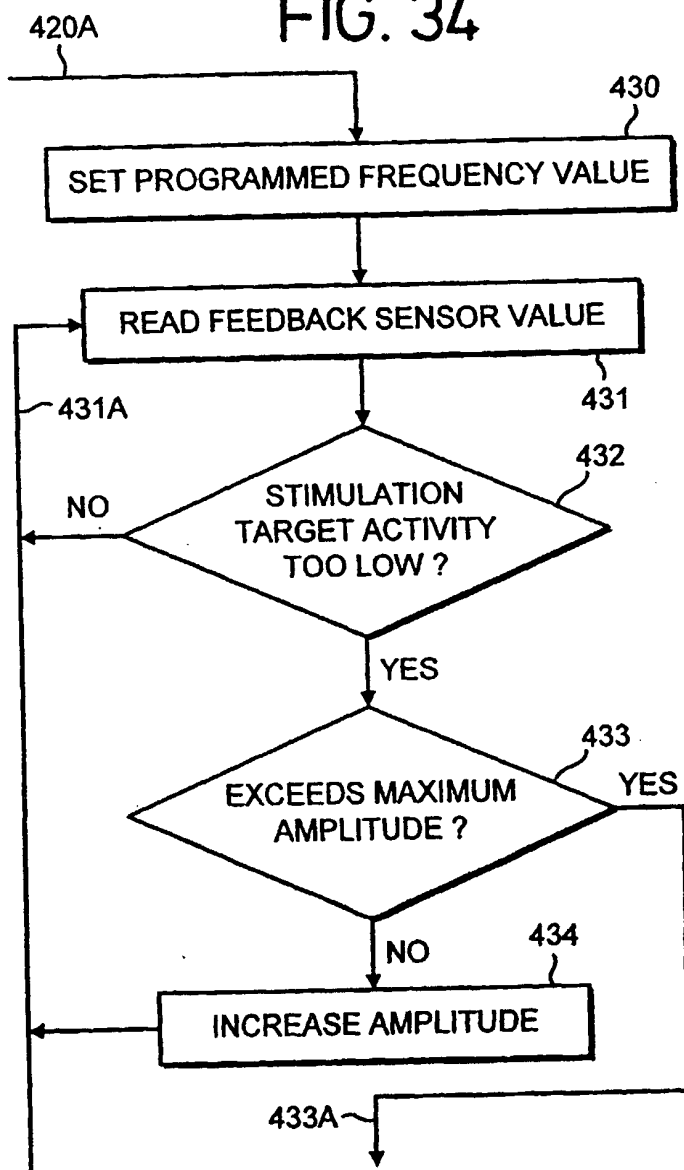 FIG. 34
420A
430
SET PROGRAMMED FREQUENCY VALUE
READ FEEDBACK SENSOR VALUE
431
431A
432
STIMULATION
TARGET ACTIVITY
TOO LOW ?
NO
YES
433
EXCEEDS MAXIMUM
AMPLITUDE ?
YES
NO
434
INCREASE AMPLITUDE
433A